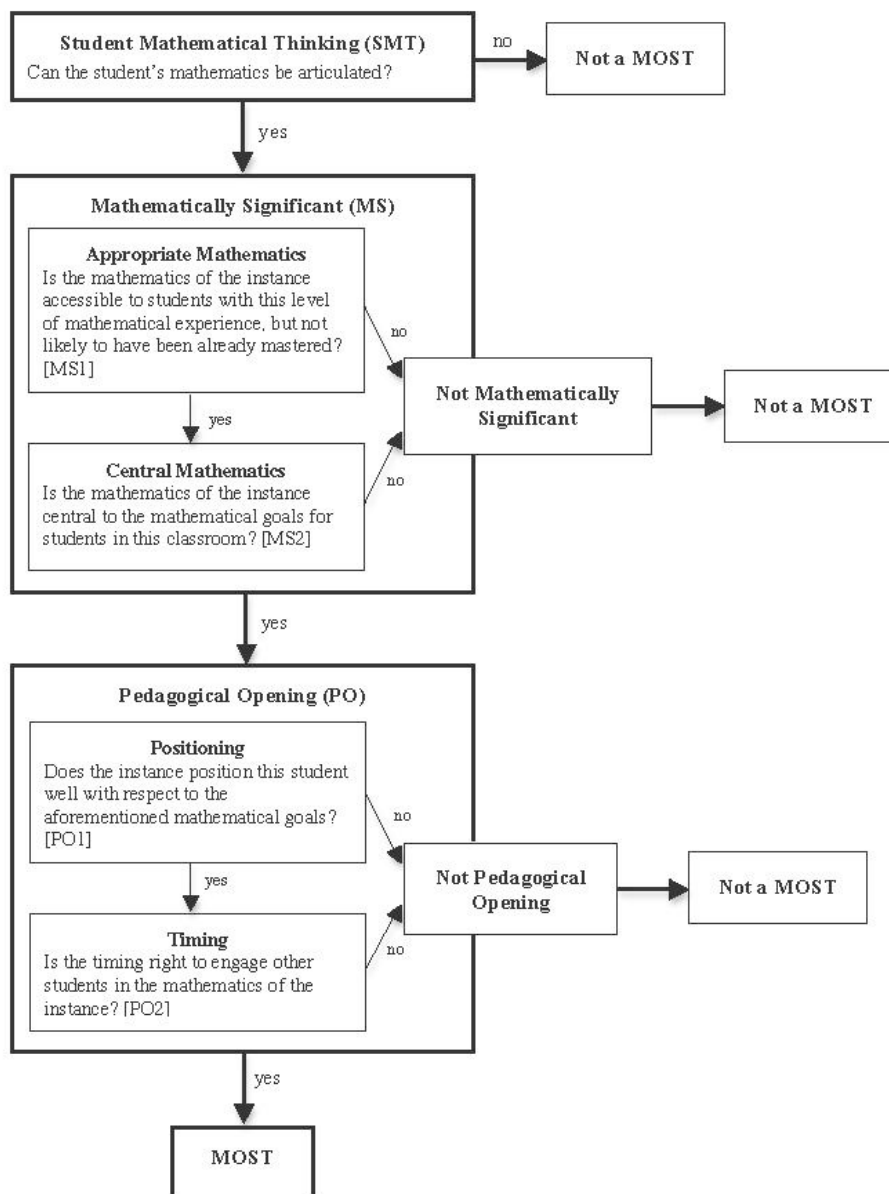 Student Mathematical Thinking (SMT)
Can the student's mathematics be articulated?
no
Not a MOST
yes
Mathematically Significant (MS)
Appropriate Mathematics
Is the mathematics of the instance
accessible to students with this level
of mathematical experience, but not
likely to have been already mastered?
[MS1]
no
yes
Not Mathematically
Significant
Not a MOST
Central Mathematics
Is the mathematics of the instance
central to the mathematical goals for
students in this classroom? [MS2]
no
yes
Pedagogical Opening (PO)
Positioning
Does the instance position this student
well with respect to the
aforementioned mathematical goals?
[PO1]
no
yes
Not Pedagogical
Opening
Not a MOST
Timing
Is the timing right to engage other
students in the mathematics of the
instance? [PO2]
no
yes
MOST